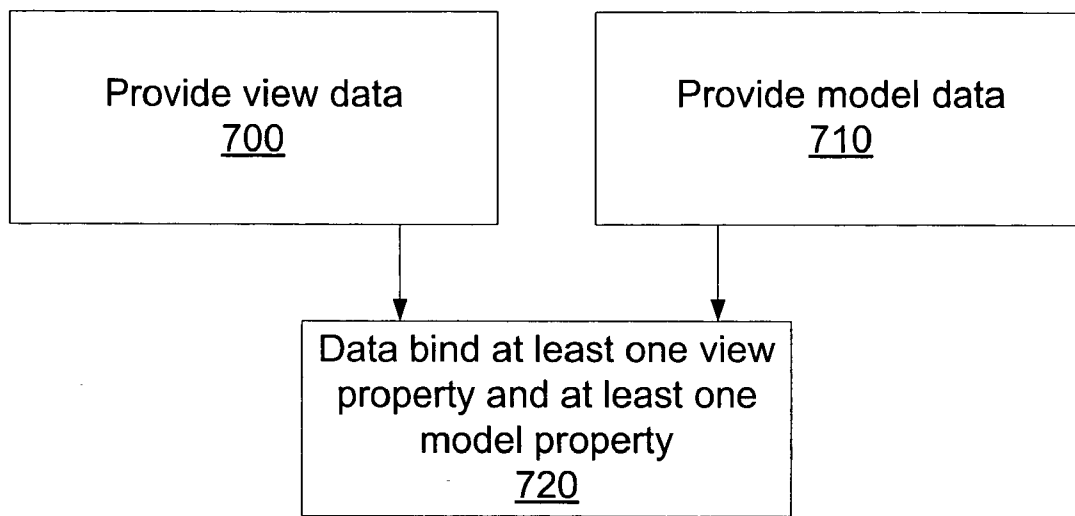 Provide view data
700
Provide model data
710
Data bind at least one view
property and at least one
model property
720